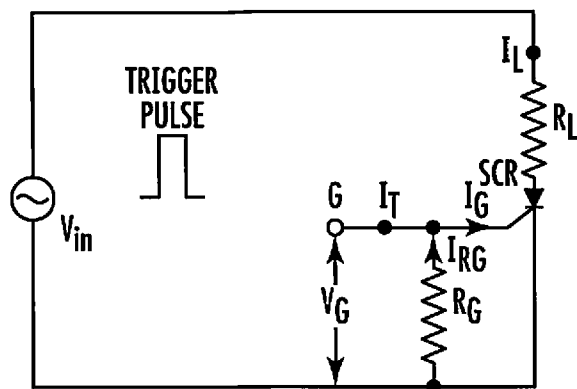 I_L
TRIGGER
PULSE
R_L
SCR
V_in
G
I_T
I_G
I_RG
V_G
R_G